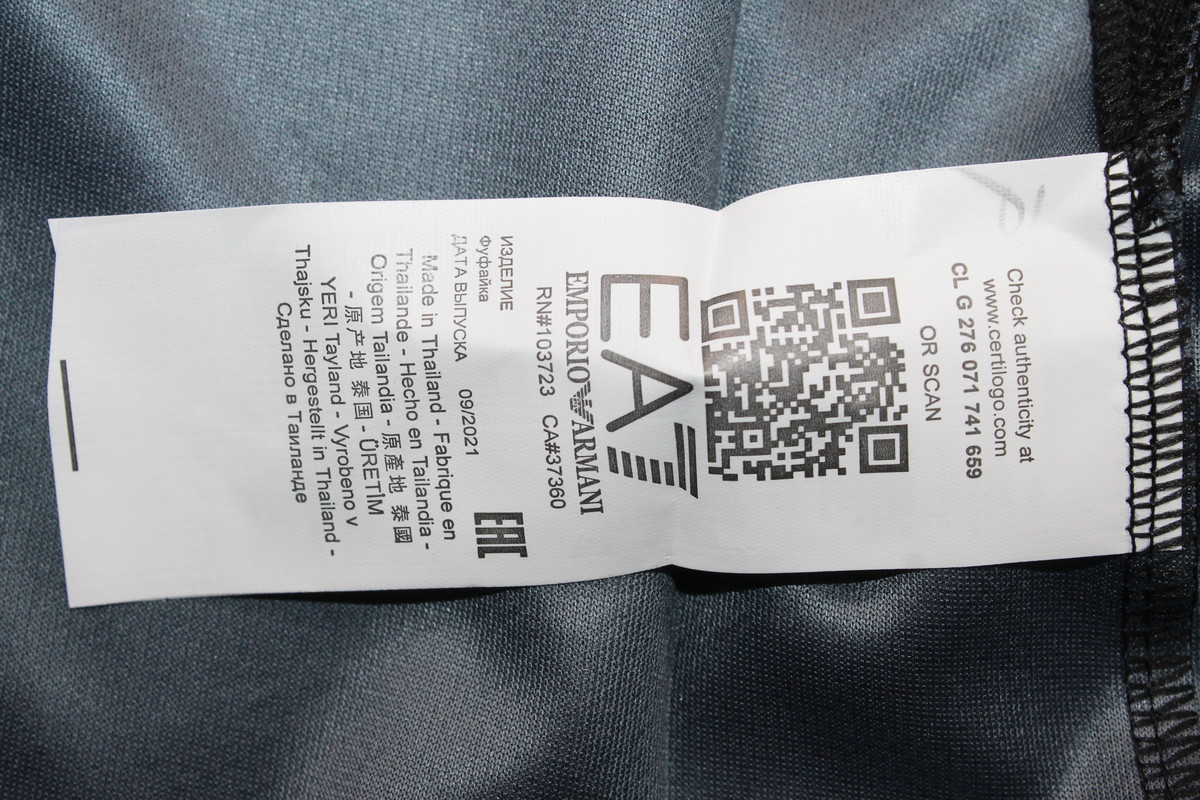 Check authenticity at
www.certilogo.com
CL G 276 071 741 659
OR SCAN
EA7
EMPORIO ARMANI
RN#103723 CA#37360
ИЗДЕЛИЕ
Фуфайка
ДАТА ВЫПУСКА 09/2021
EAC
Made in Thailand - Fabriqué en
Thailande - Hecho en Tailandia -
Origem Tailandia - 原產地 泰國
- 原产地 泰国 - ÜRETİM
YERI Tayland - Vyrobeno v
Thajsku - Hergestellt in Thailand -
Сделано в Таиланде